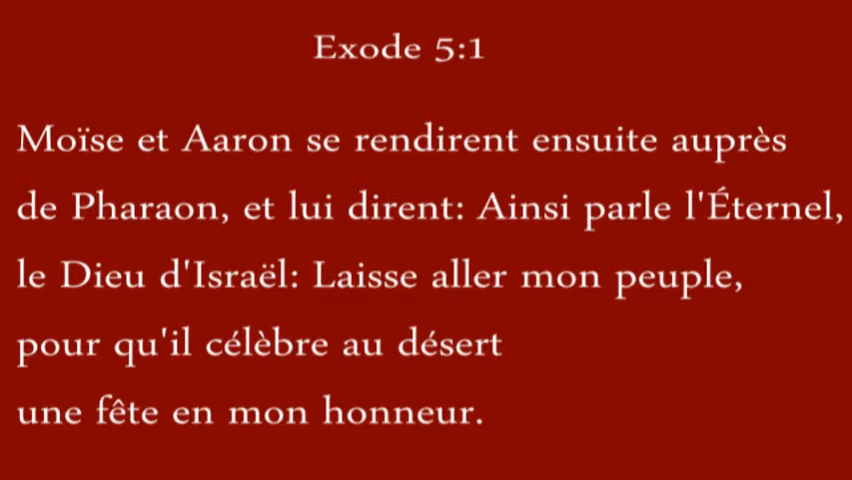 Exode 5:1
Moïse et Aaron se rendirent ensuite auprès
de Pharaon, et lui dirent: Ainsi parle l'Éternel,
le Dieu d'Israël: Laisse aller mon peuple,
pour qu'il célèbre au désert
une fête en mon honneur.